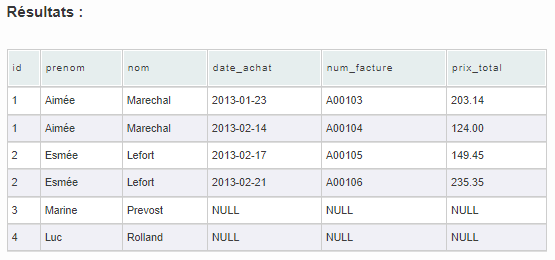 Résultats :
id prenom nom date_achat num_facture prix_total
1 Aimée Marechal 2013-01-23 A00103 203.14
1 Aimée Marechal 2013-02-14 A00104 124.00
2 Esmée Lefort 2013-02-17 A00105 149.45
2 Esmée Lefort 2013-02-21 A00106 235.35
3 Marine Prevost NULL NULL NULL
4 Luc Rolland NULL NULL NULL